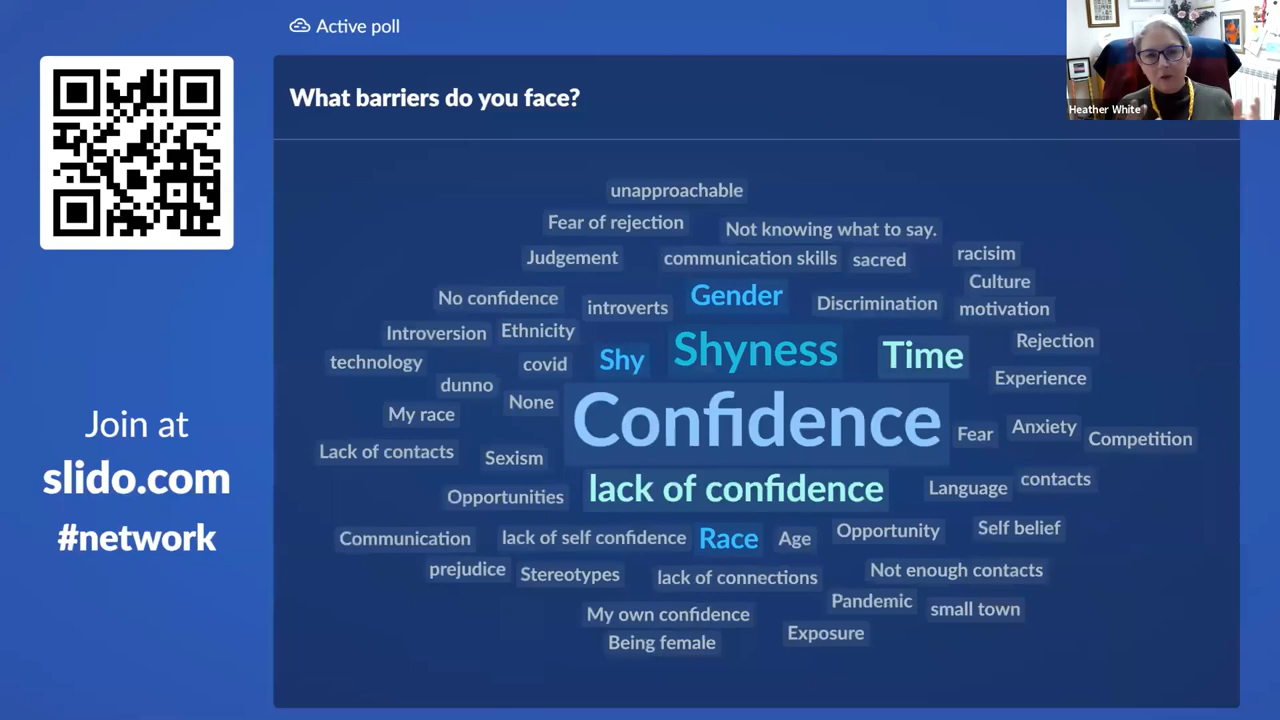 Active poll
What barriers do you face?
Heather White
unapproachable
Fear of rejection
Not knowing what to say.
Judgement
communication skills
sacred
racisim
Culture
No confidence
introverts
Gender
Discrimination
motivation
Introversion
Ethnicity
Shyness
Time
Rejection
technology
covid
Shy
Experience
dunno
None
Confidence
My race
Fear
Anxiety
Competition
Lack of contacts
Sexism
lack of confidence
Language
contacts
Opportunities
Communication
lack of self confidence
Race
Age
Opportunity
Self belief
prejudice
Stereotypes
lack of connections
Not enough contacts
My own confidence
Pandemic
small town
Being female
Exposure
Join at
slido.com
#network